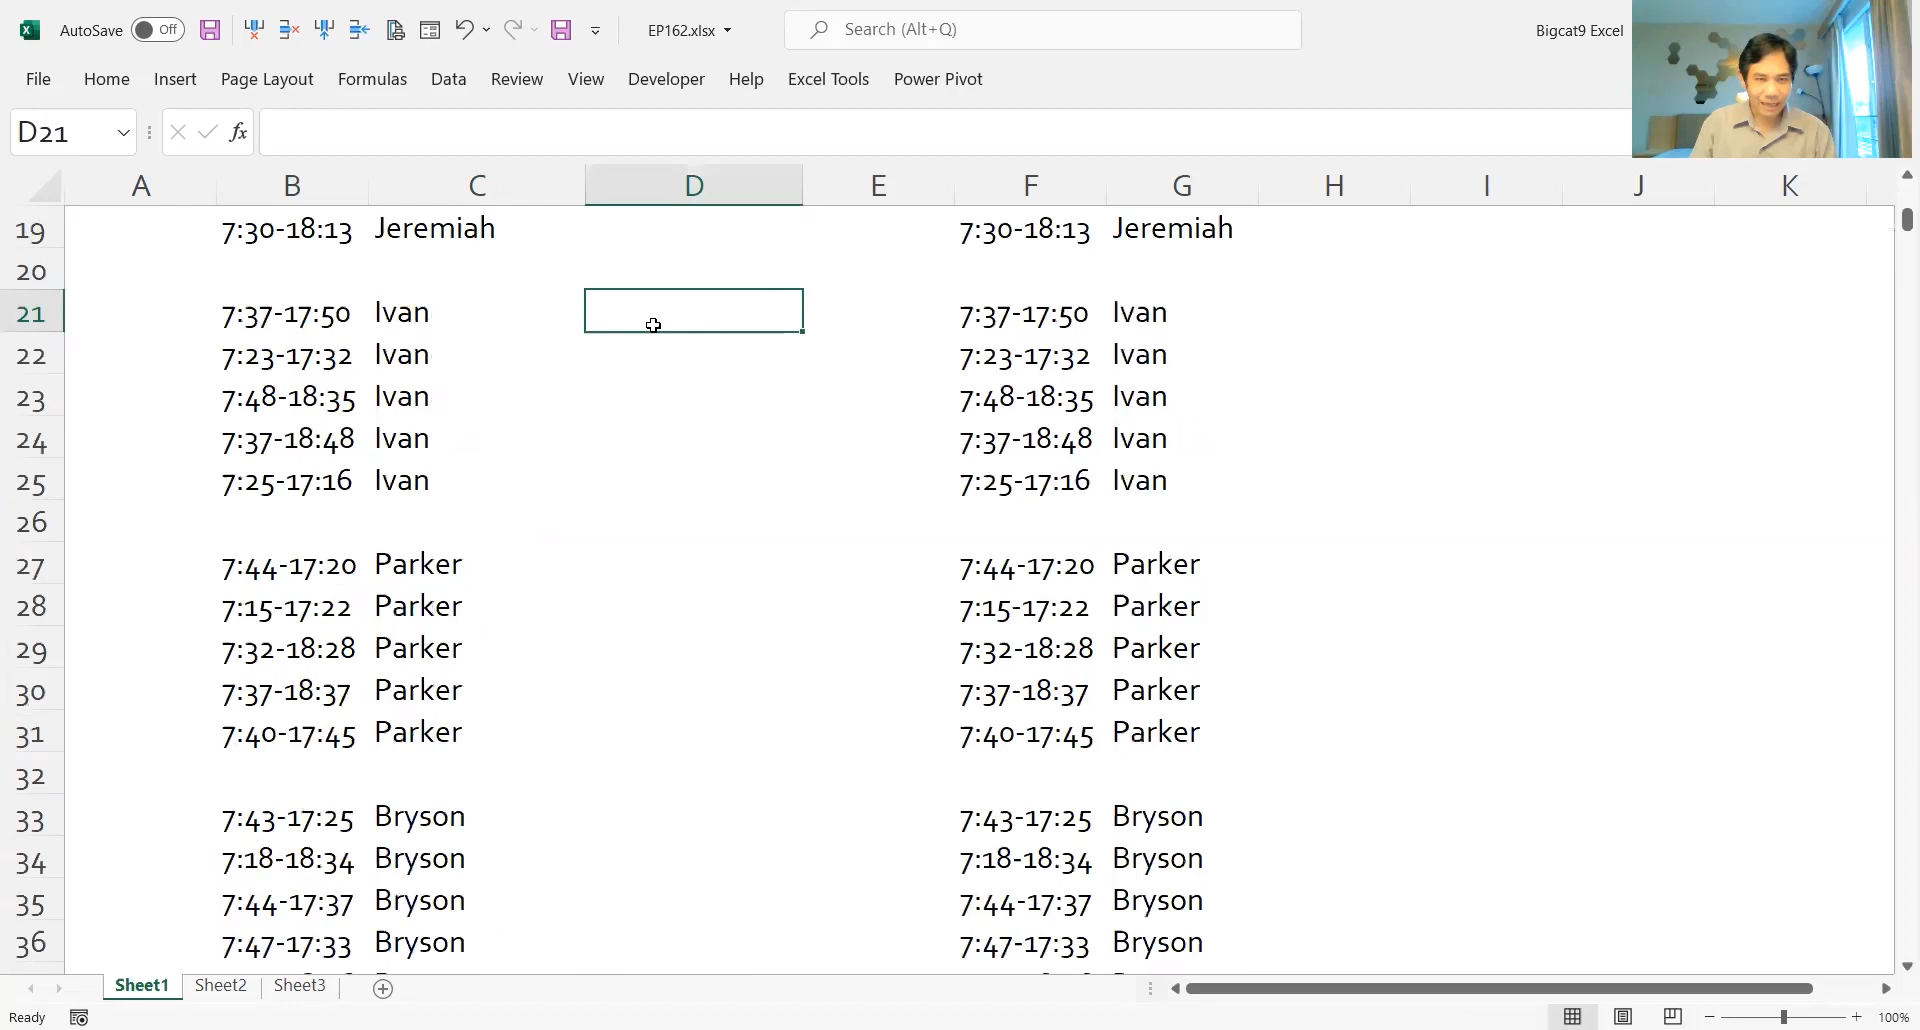 AutoSave Off EP162.xlsx Search (Alt+Q) Bigcat9 Excel
File Home Insert Page Layout Formulas Data Review View Developer Help Excel Tools Power Pivot
D21 fx
A B C D E F G H I J K
19 7:30-18:13 Jeremiah 7:30-18:13 Jeremiah
20
21 7:37-17:50 Ivan 7:37-17:50 Ivan
22 7:23-17:32 Ivan 7:23-17:32 Ivan
23 7:48-18:35 Ivan 7:48-18:35 Ivan
24 7:37-18:48 Ivan 7:37-18:48 Ivan
25 7:25-17:16 Ivan 7:25-17:16 Ivan
26
27 7:44-17:20 Parker 7:44-17:20 Parker
28 7:15-17:22 Parker 7:15-17:22 Parker
29 7:32-18:28 Parker 7:32-18:28 Parker
30 7:37-18:37 Parker 7:37-18:37 Parker
31 7:40-17:45 Parker 7:40-17:45 Parker
32
33 7:43-17:25 Bryson 7:43-17:25 Bryson
34 7:18-18:34 Bryson 7:18-18:34 Bryson
35 7:44-17:37 Bryson 7:44-17:37 Bryson
36 7:47-17:33 Bryson 7:47-17:33 Bryson
Sheet1 Sheet2 Sheet3
Ready 100%